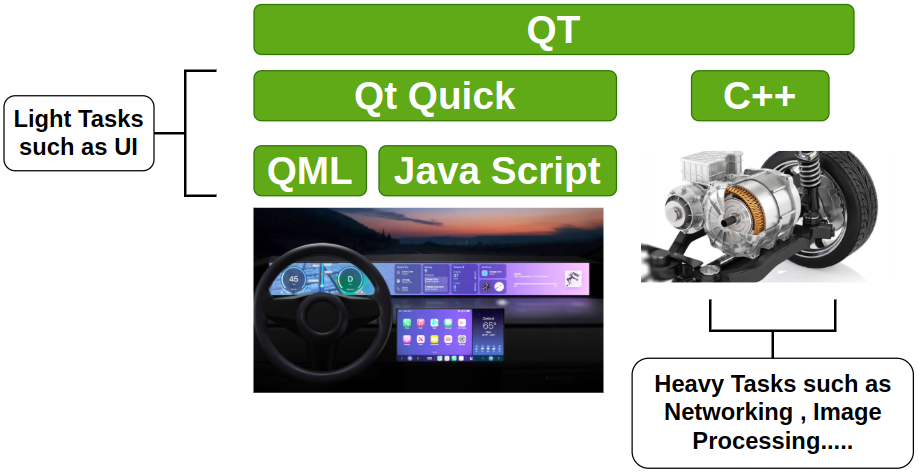 QT
Qt Quick
C++
Light Tasks
such as UI
QML
Java Script
45
D
65°
Heavy Tasks such as
Networking , Image
Processing.....